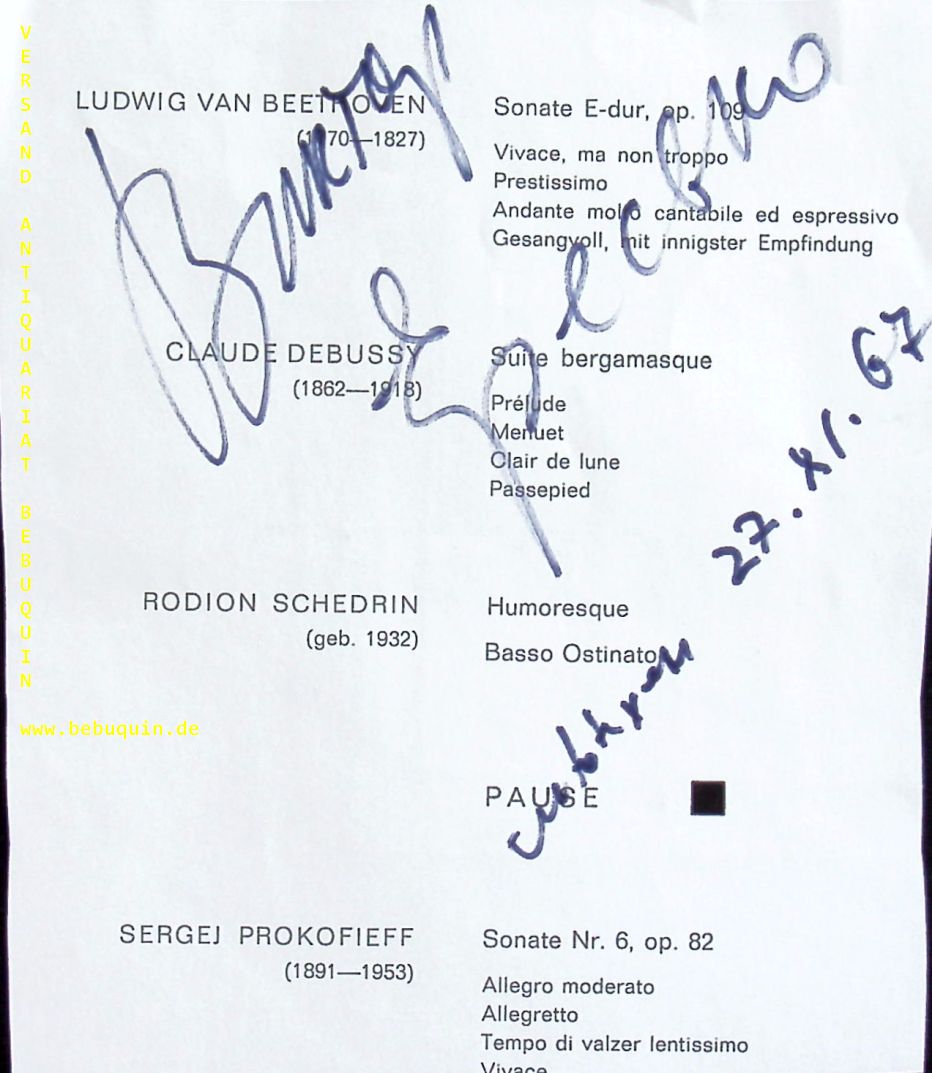 VERSAND ANTIQUARIAT BEBUQUIN
www.bebuquin.de
LUDWIG VAN BEETHOVEN
(1770—1827)
Sonate E-dur, op. 109
Vivace, ma non troppo
Prestissimo
Andante molto cantabile ed espressivo
Gesangvoll, mit innigster Empfindung
CLAUDE DEBUSSY
(1862—1918)
Suite bergamasque
Prélude
Menuet
Clair de lune
Passepied
27.XI.67
RODION SCHEDRIN
(geb. 1932)
Humoresque
Basso Ostinato
PAUSE
SERGEJ PROKOFIEFF
(1891—1953)
Sonate Nr. 6, op. 82
Allegro moderato
Allegretto
Tempo di valzer lentissimo
Vivace